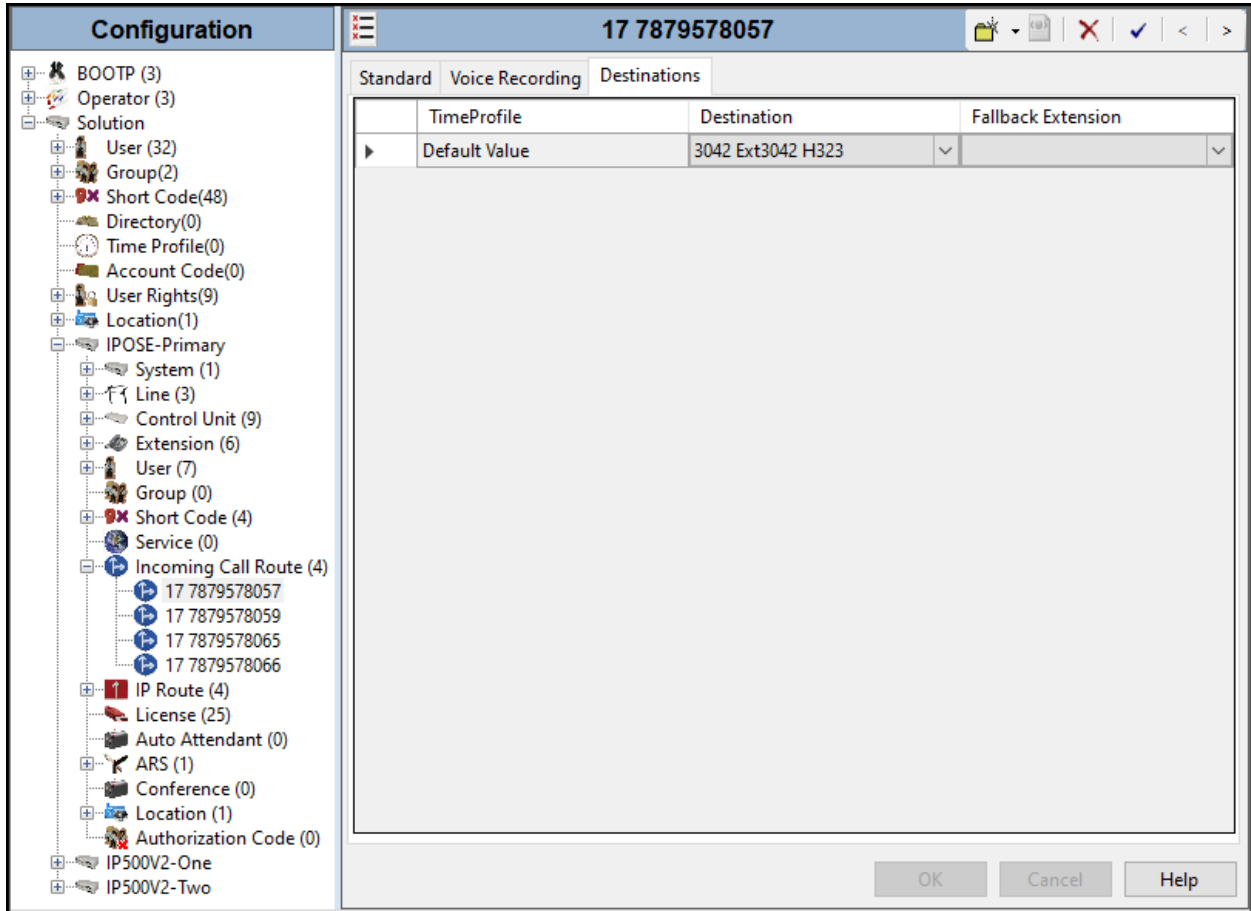 Configuration
BOOTP (3)
Operator (3)
Solution
User (32)
Group(2)
Short Code(48)
Directory(0)
Time Profile(0)
Account Code(0)
User Rights(9)
Location(1)
IPOSE-Primary
System (1)
Line (3)
Control Unit (9)
Extension (6)
User (7)
Group (0)
Short Code (4)
Service (0)
Incoming Call Route (4)
17 7879578057
17 7879578059
17 7879578065
17 7879578066
IP Route (4)
License (25)
Auto Attendant (0)
ARS (1)
Conference (0)
Location (1)
Authorization Code (0)
IP500V2-One
IP500V2-Two
17 7879578057
Standard Voice Recording Destinations
TimeProfile Destination Fallback Extension
Default Value 3042 Ext3042 H323
OK Cancel Help